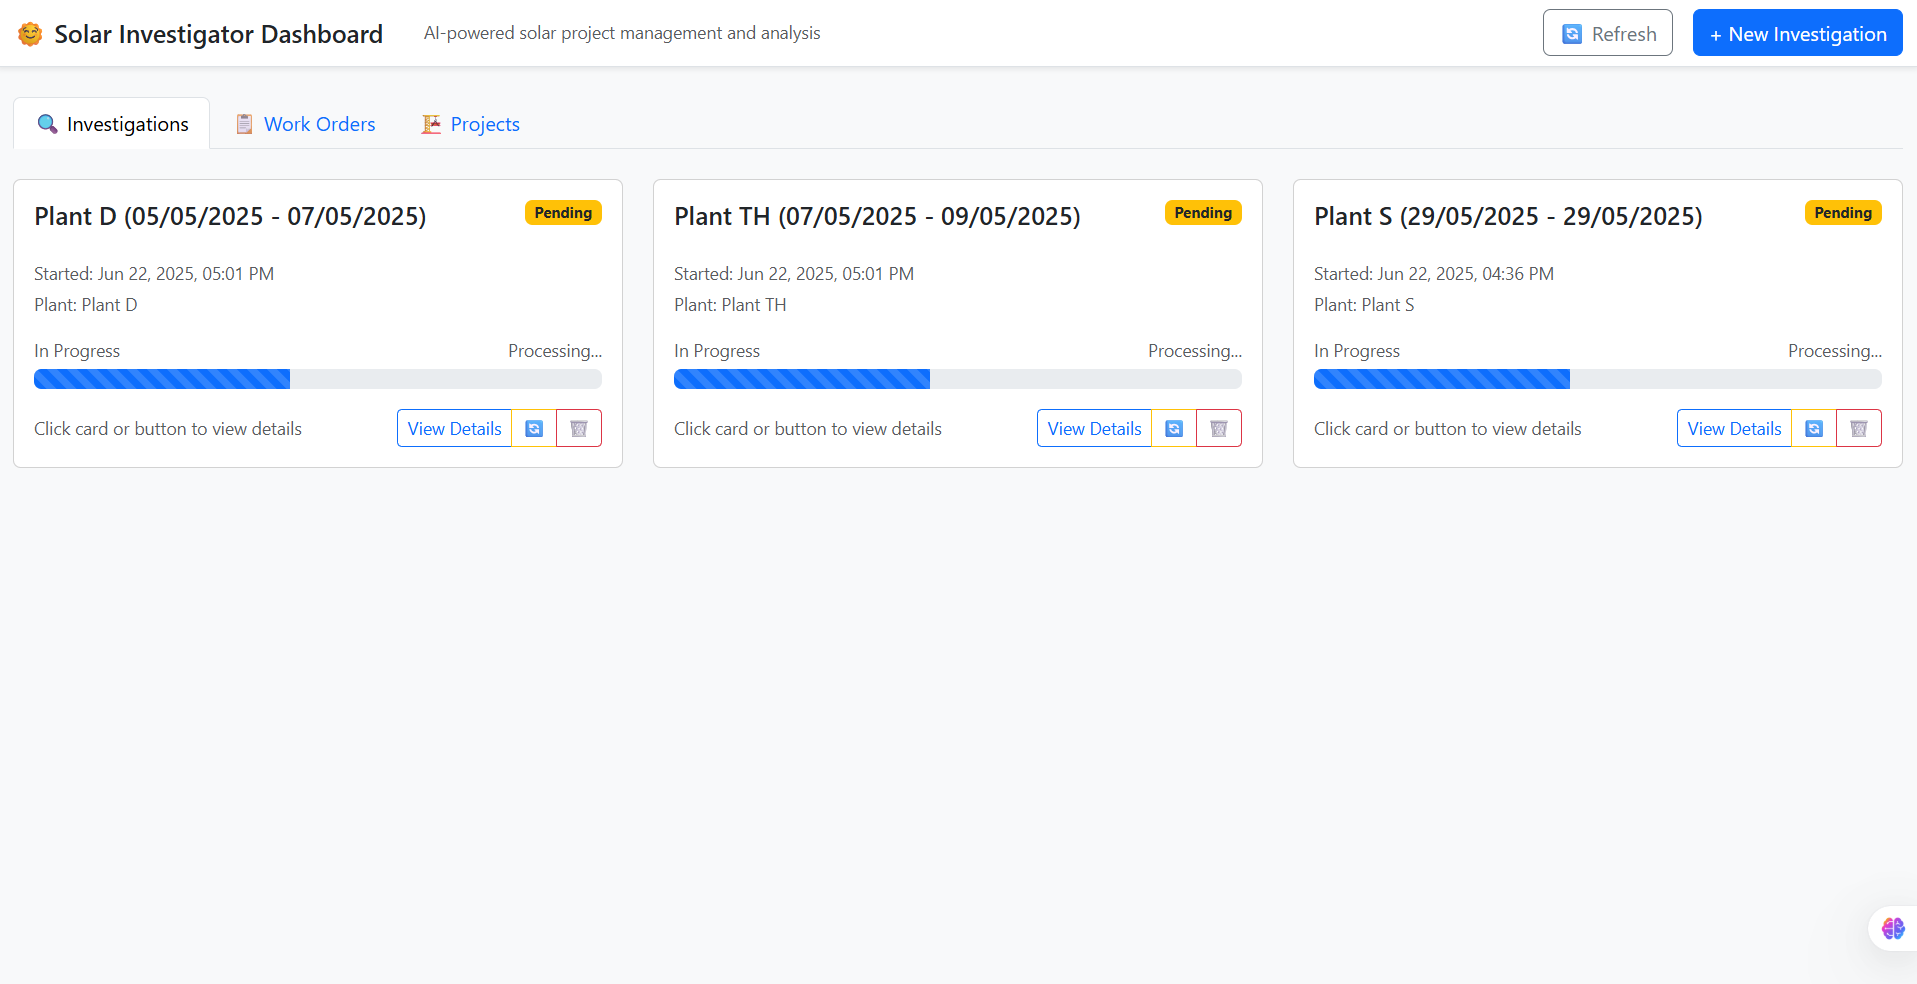 Solar Investigator Dashboard
AI-powered solar project management and analysis
Refresh
+ New Investigation
Investigations
Work Orders
Projects
Plant D (05/05/2025 - 07/05/2025)
Pending
Started: Jun 22, 2025, 05:01 PM
Plant: Plant D
In Progress
Processing...
Click card or button to view details
View Details
Plant TH (07/05/2025 - 09/05/2025)
Pending
Started: Jun 22, 2025, 05:01 PM
Plant: Plant TH
In Progress
Processing...
Click card or button to view details
View Details
Plant S (29/05/2025 - 29/05/2025)
Pending
Started: Jun 22, 2025, 04:36 PM
Plant: Plant S
In Progress
Processing...
Click card or button to view details
View Details